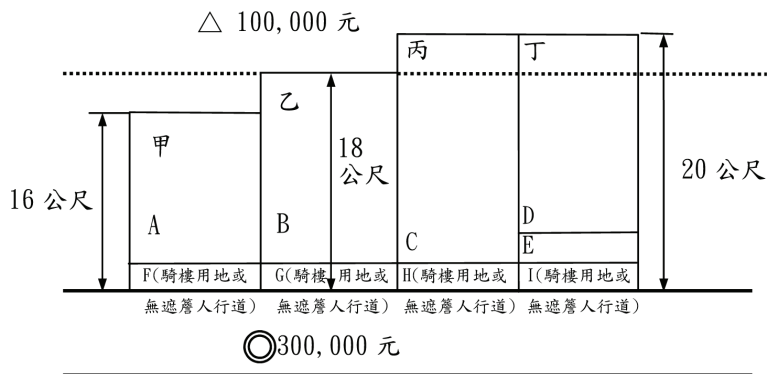 △ 100,000 元
丙
丁
乙
甲
18
公尺
16 公尺
20 公尺
A
B
C
D
E
F(騎樓用地或
無遮簷人行道)
G(騎樓用地或
無遮簷人行道)
H(騎樓用地或
無遮簷人行道)
I(騎樓用地或
無遮簷人行道)
◎300,000 元